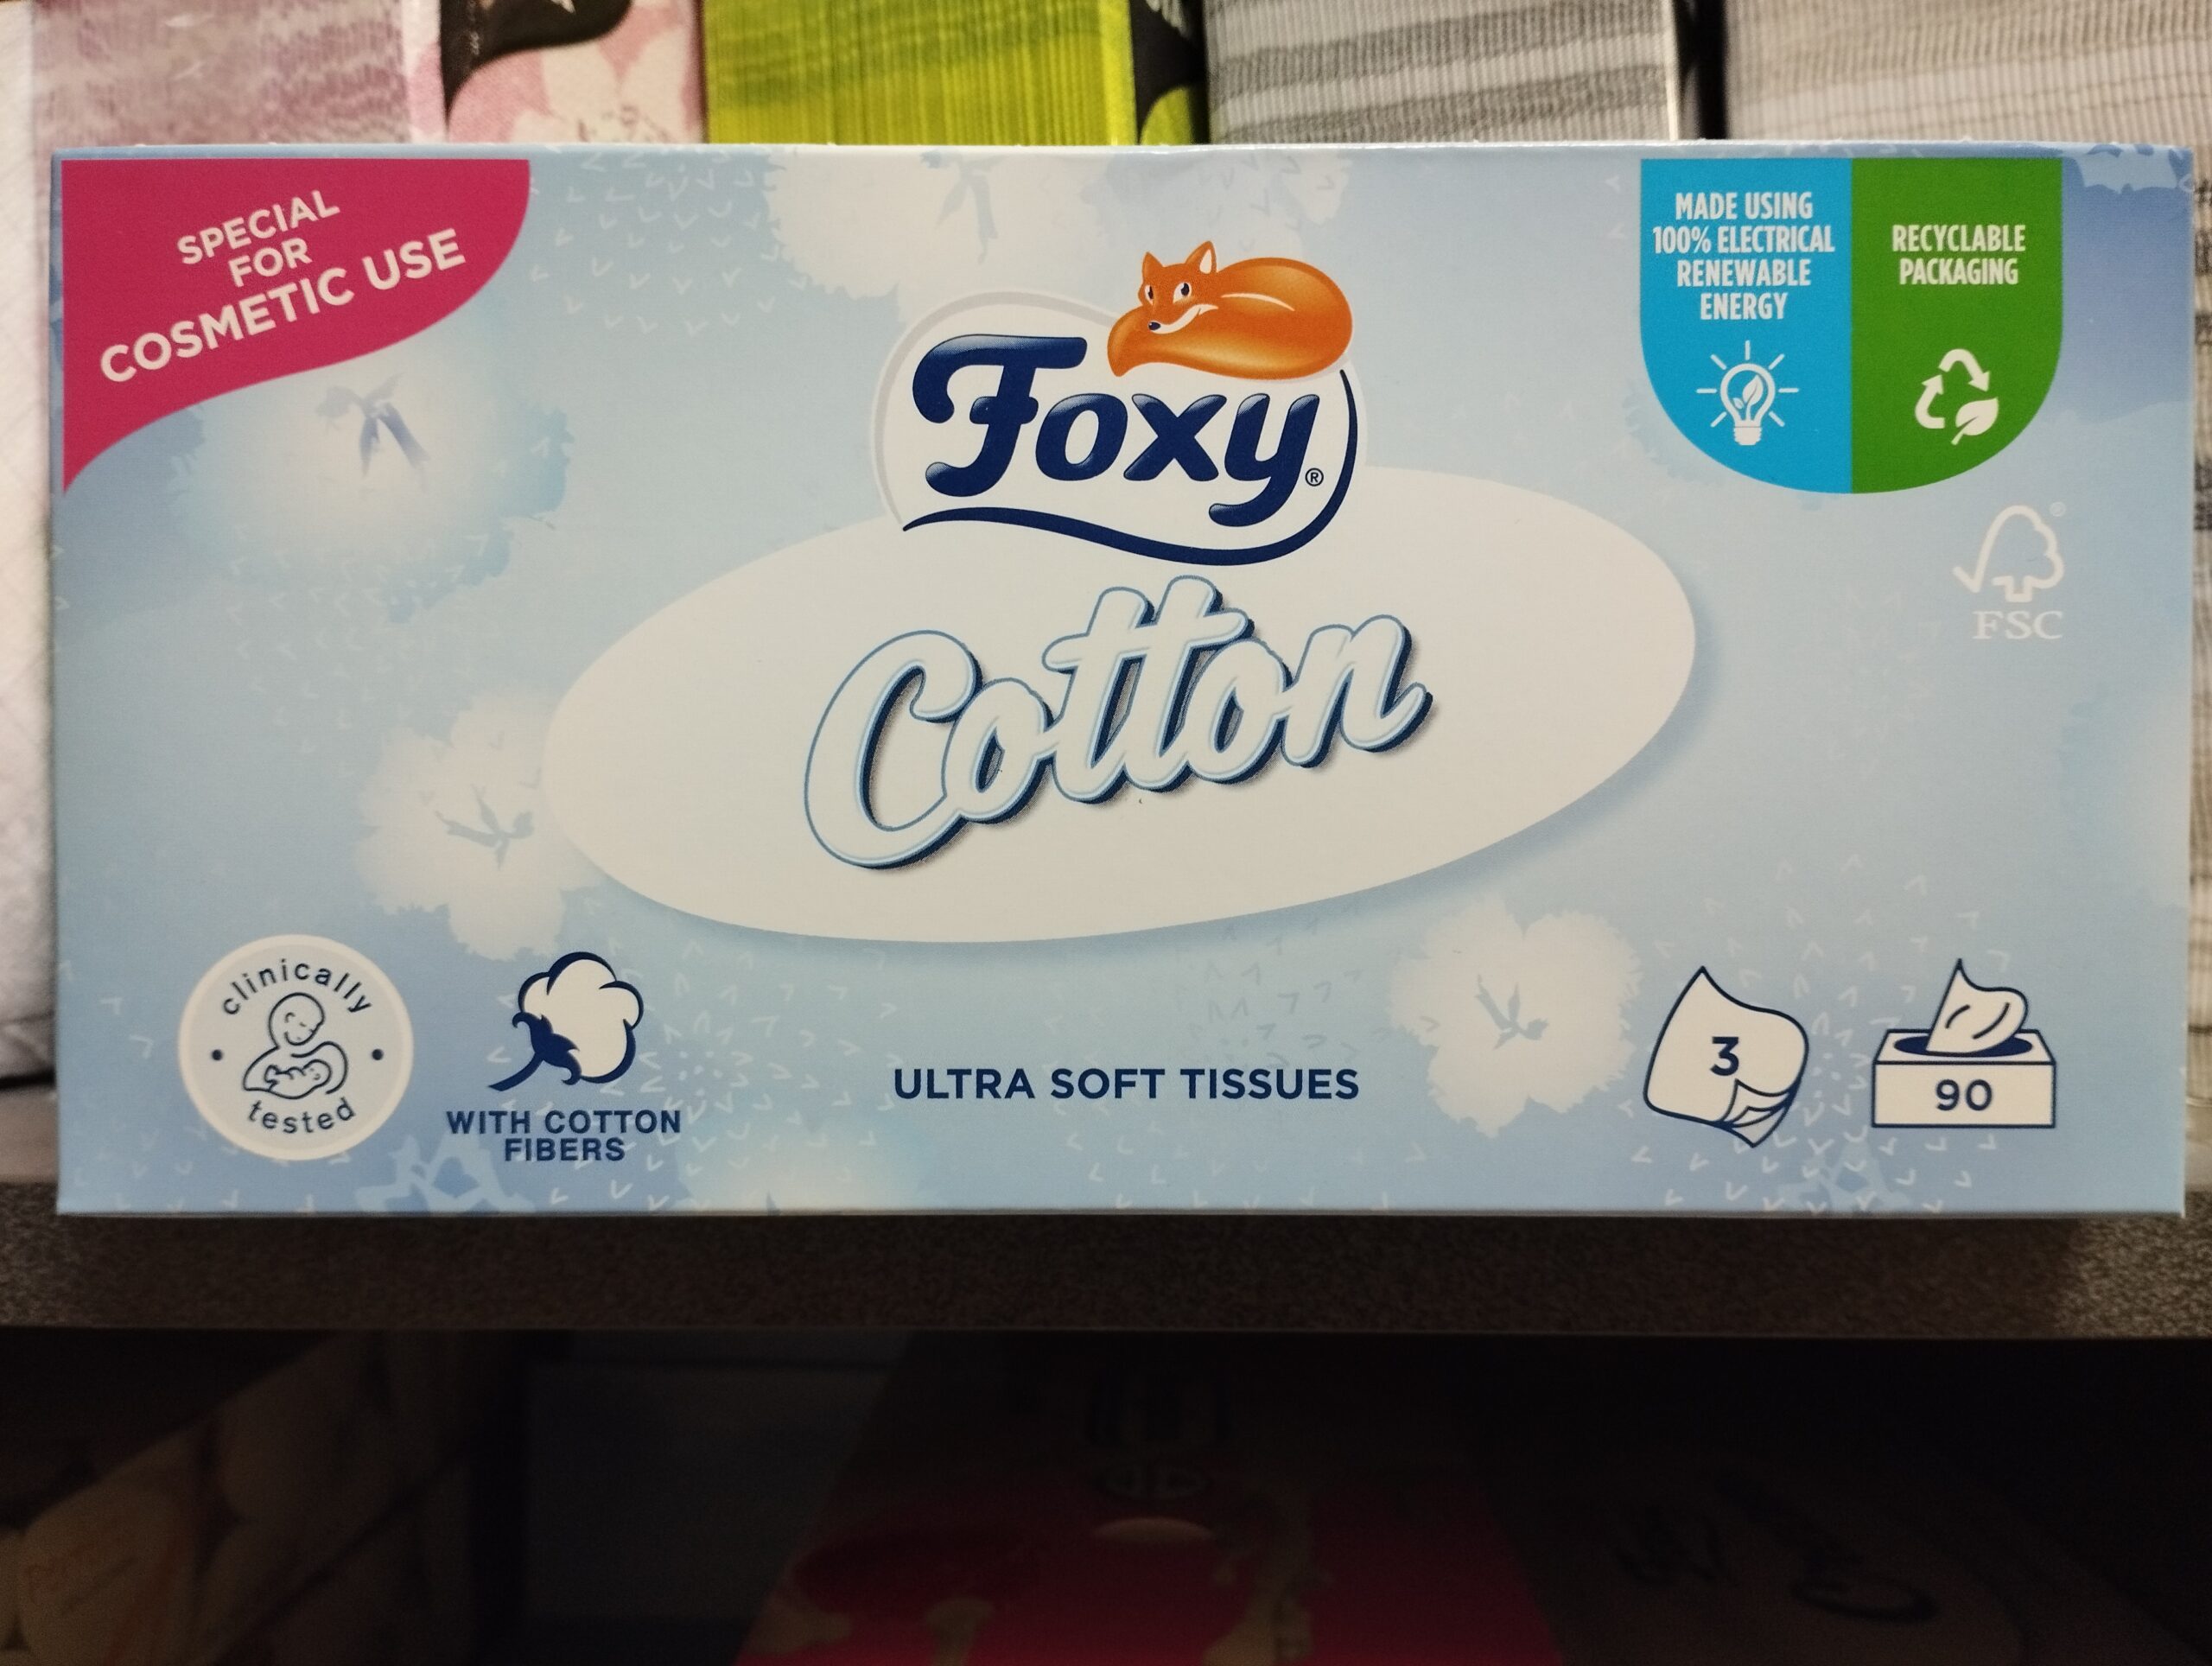 SPECIAL
FOR
COSMETIC USE
MADE USING
100% ELECTRICAL
RENEWABLE
ENERGY
RECYCLABLE
PACKAGING
Foxy®
Cotton
®
FSC
clinically
tested
WITH COTTON
FIBERS
ULTRA SOFT TISSUES
3
90